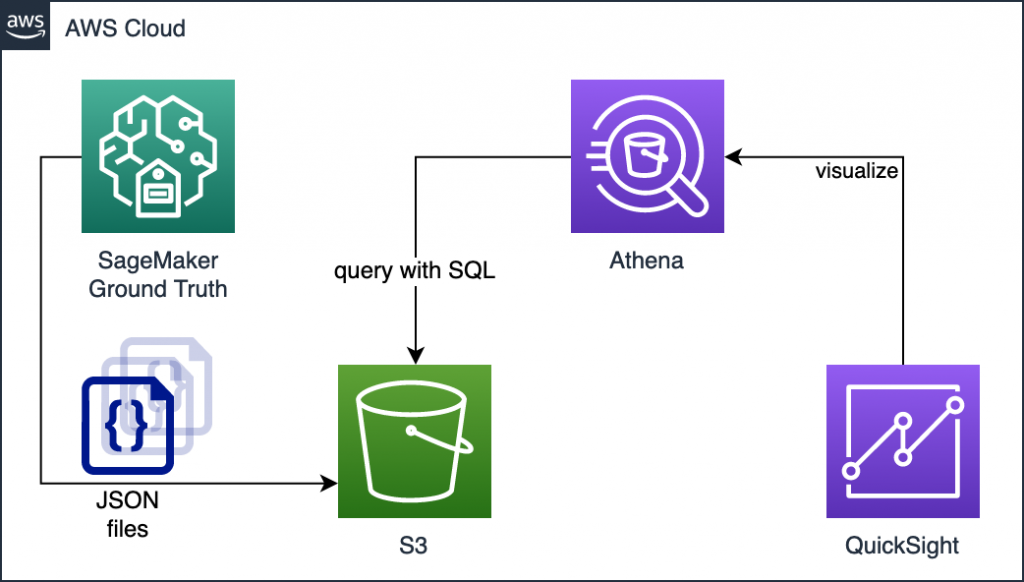 aws
AWS Cloud
SageMaker
Ground Truth
Athena
visualize
query with SQL
{}
JSON
files
S3
QuickSight